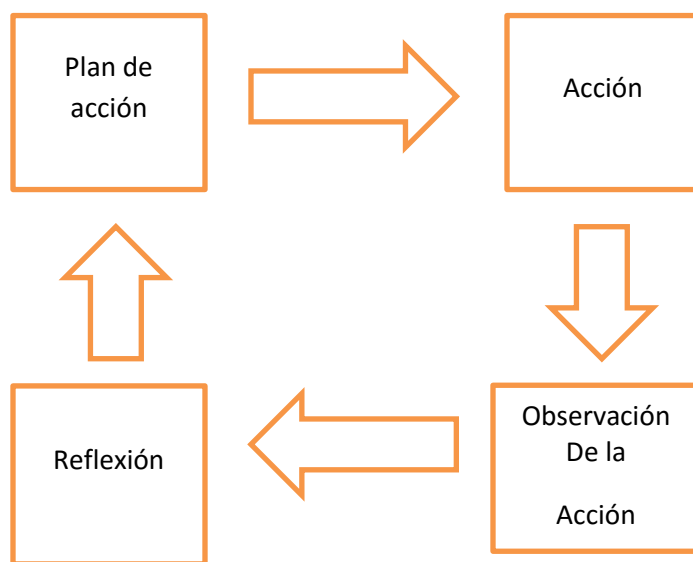 Plan de
acción
Acción
Observación
De la
Acción
Reflexión